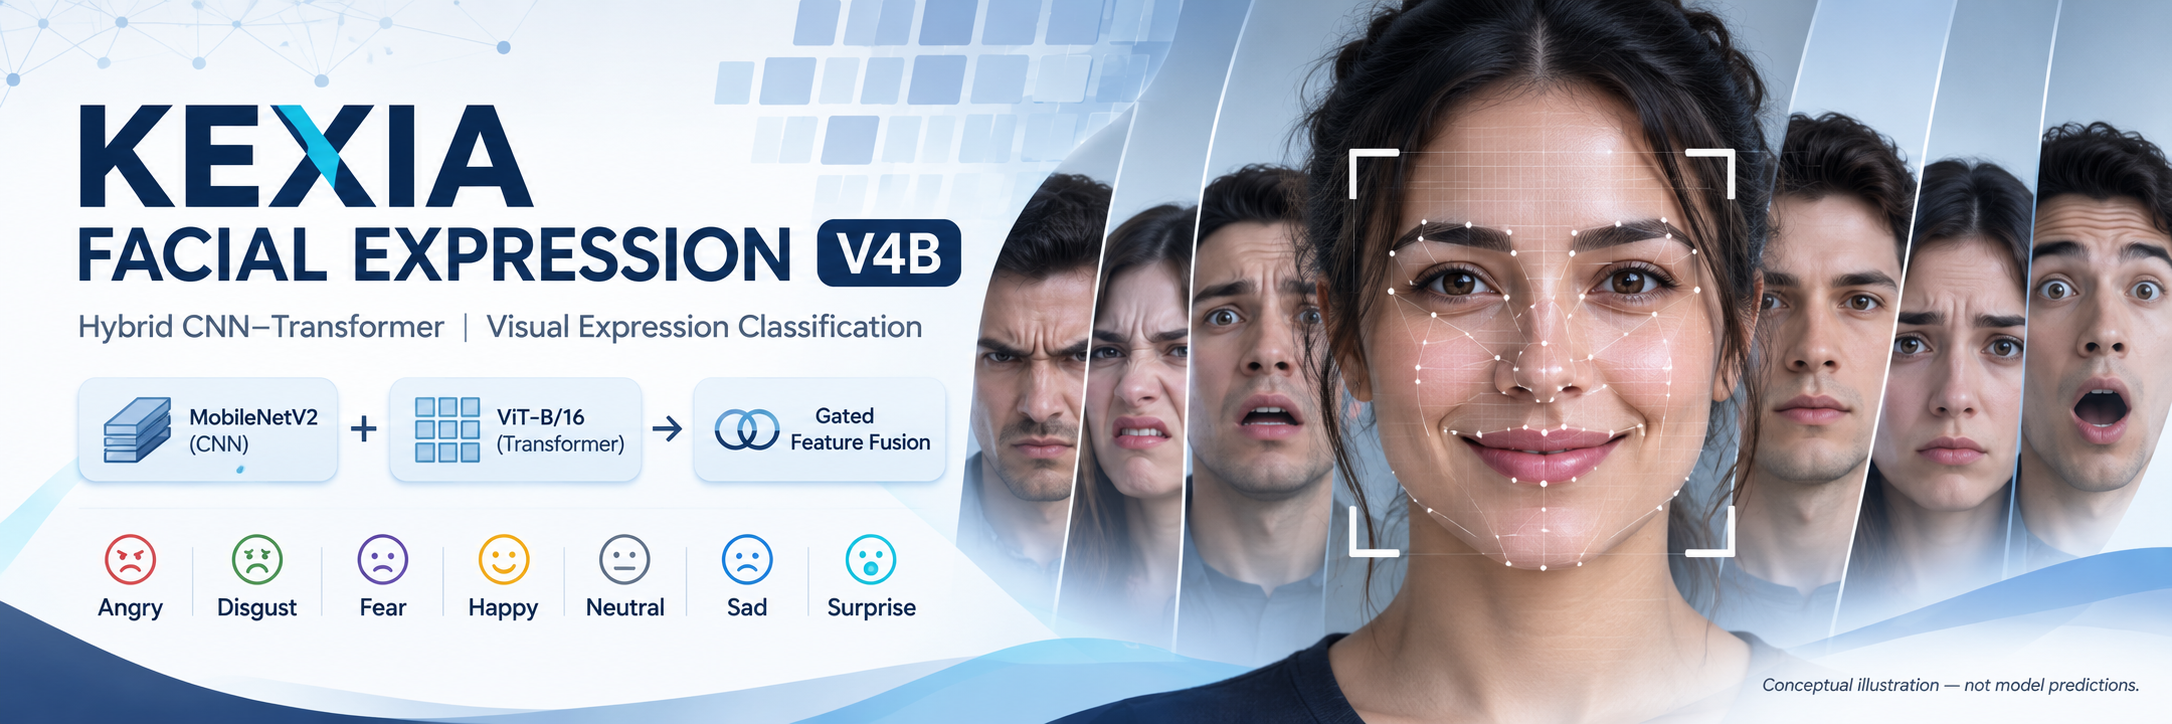 KEXIA
FACIAL EXPRESSION V4B
Hybrid CNN–Transformer | Visual Expression Classification
MobileNetV2
(CNN)
+
ViT-B/16
(Transformer)
→
Gated
Feature Fusion
Angry
Disgust
Fear
Happy
Neutral
Sad
Surprise
Conceptual illustration — not model predictions.